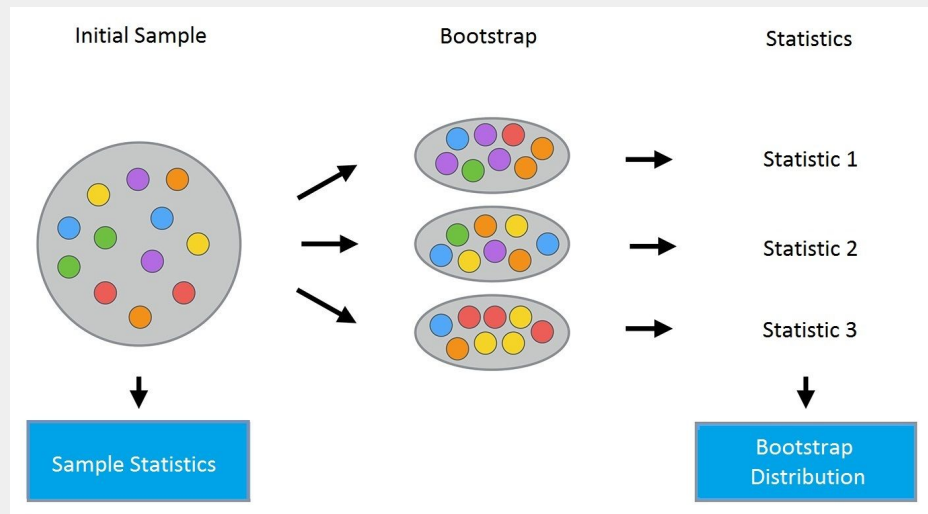 Initial Sample
Bootstrap
Statistics
Statistic 1
Statistic 2
Statistic 3
Sample Statistics
Bootstrap
Distribution